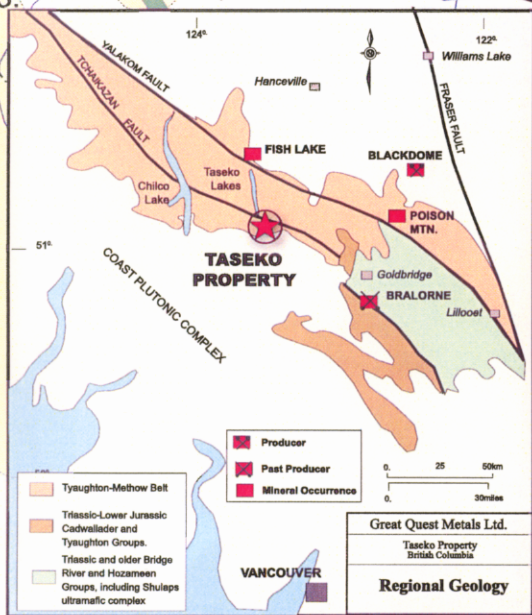 124°
122°
YALAKOM FAULT
Williams Lake
TCHAIKAZAN
FAULT
Hanceville
FRASER FAULT
FISH LAKE
BLACKDOME
Chilco
Lake
Taseko
Lakes
POISON
MTN.
51°
TASEKO
PROPERTY
Goldbridge
COAST PLUTONIC COMPLEX
BRALORNE
Lillooet
Producer
Past Producer
Mineral Occurrence
0. 25 50km
0. 30miles
Tyaughton-Methow Belt
Triassic-Lower Jurassic
Cadwallader and
Tyaughton Groups.
Triassic and older Bridge
River and Hozameen
Groups, including Shulaps
ultramafic complex
VANCOUVER
Great Quest Metals Ltd.
Taseko Property
British Columbia
Regional Geology